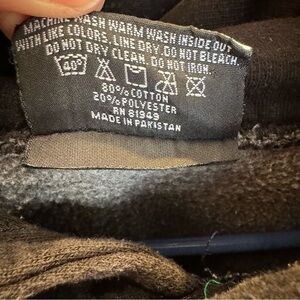 MACHINE WASH WARM WASH INSIDE OUT
WITH LIKE COLORS. LINE DRY. DO NOT BLEACH.
DO NOT DRY CLEAN. DO NOT IRON.
40°
80% COTTON
20% POLYESTER
RN 81949
MADE IN PAKISTAN